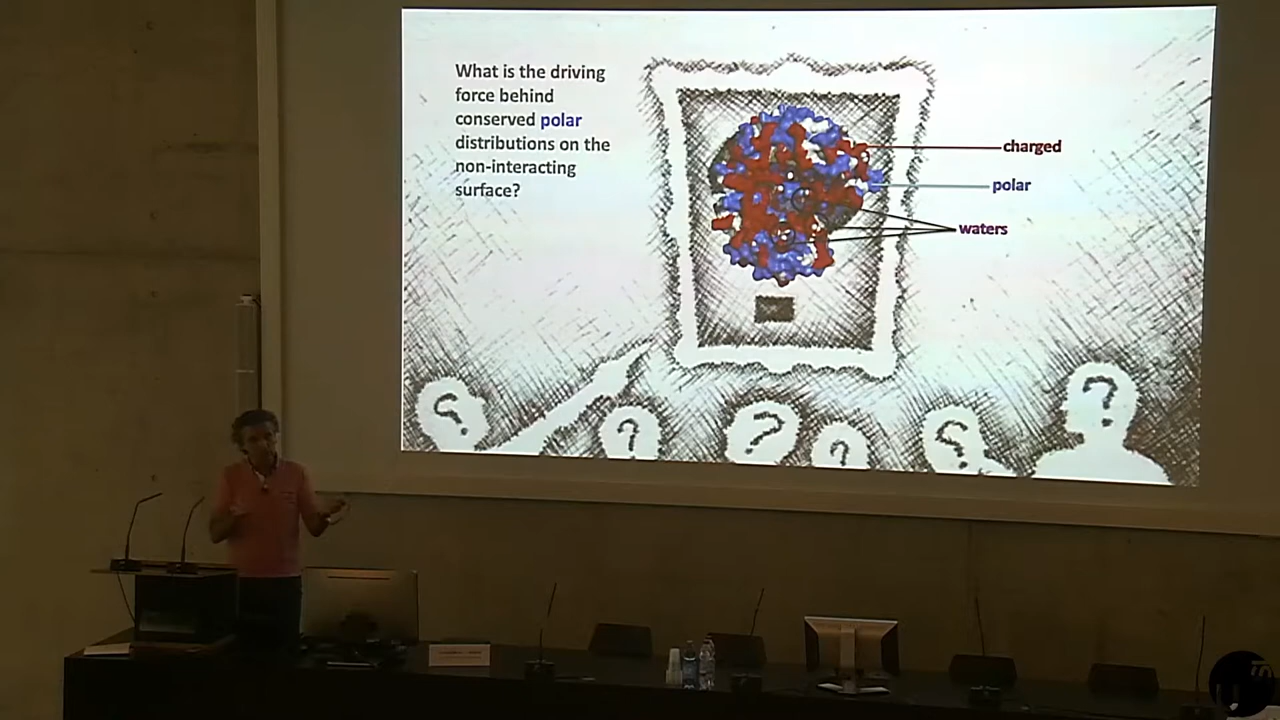 What is the driving
force behind
conserved polar
distributions on the
non-interacting
surface?
charged
polar
waters
? ? ? ? ? ?